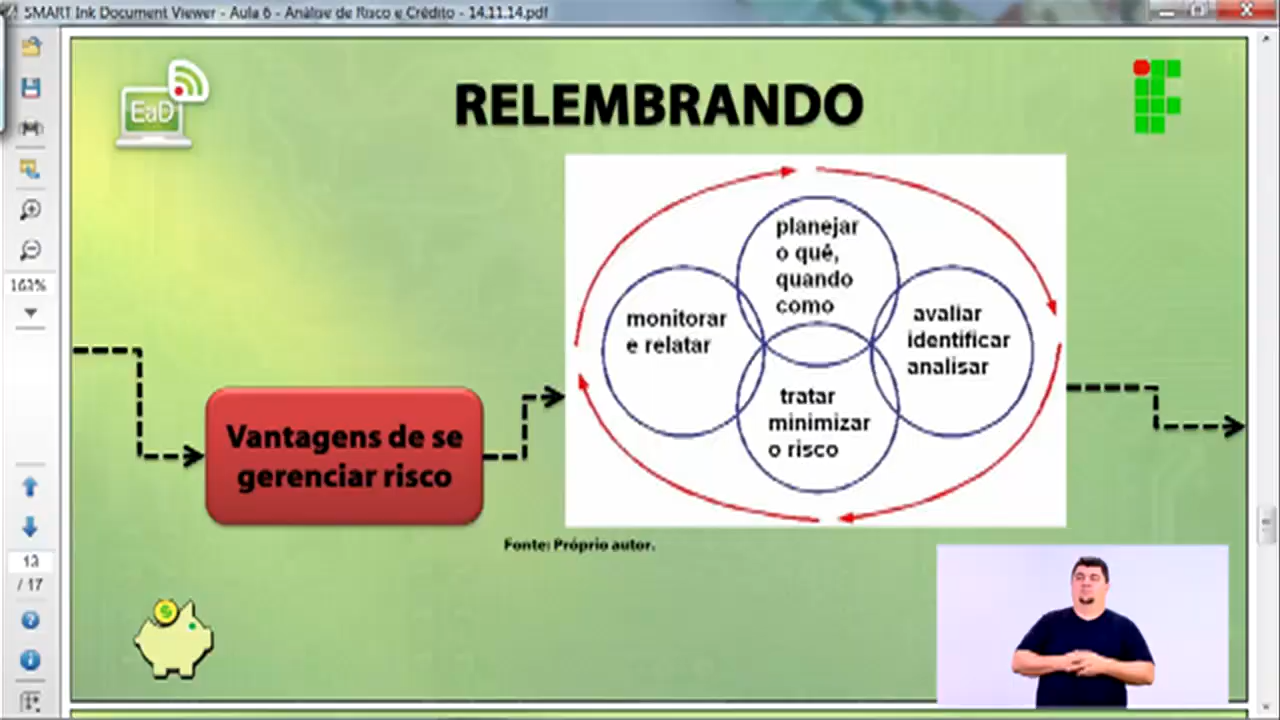 SMART Ink Document Viewer - Aula 6 - Análise de Risco e Crédito - 14.11.14.pdf
EaD
RELEMBRANDO
163%
planejar
o quê,
quando
como
monitorar
e relatar
avaliar
identificar
analisar
tratar
minimizar
o risco
Vantagens de se
gerenciar risco
Fonte: Próprio autor.
13
/ 17